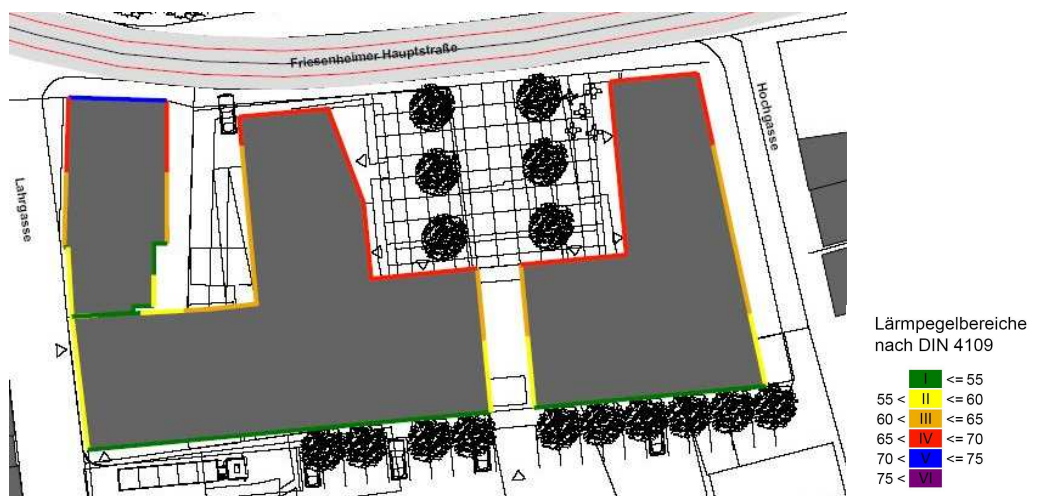 Friesenheimer Hauptstraße
Hochgasse
Lahrgasse
Lärmpegelbereiche
nach DIN 4109
I <= 55
55 < II <= 60
60 < III <= 65
65 < IV <= 70
70 < V <= 75
75 < VI